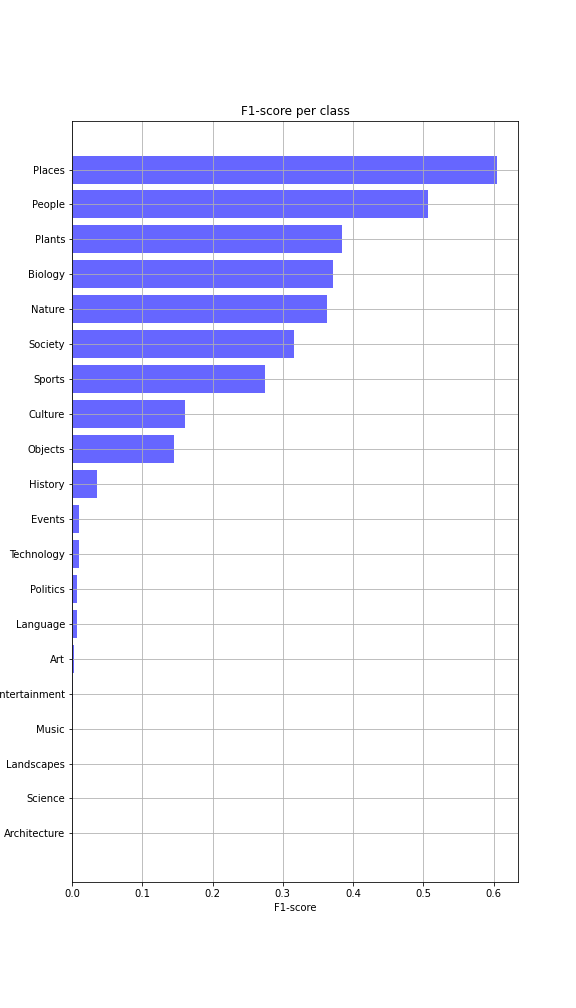 F1-score per class
Places
People
Plants
Biology
Nature
Society
Sports
Culture
Objects
History
Events
Technology
Politics
Language
Art
ntertainment
Music
Landscapes
Science
Architecture
0.0 0.1 0.2 0.3 0.4 0.5 0.6
F1-score